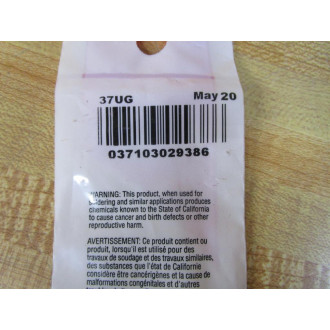 37UG May 20
037103029386
WARNING: This product, when used for
soldering and similar applications produces
chemicals known to the State of California
to cause cancer and birth defects or other
reproductive harm.
AVERTISSEMENT: Ce produit contient ou
produit, lorsqu'il est utilisé pour des
travaux de soudage et des travaux similaires,
des substances que l'état de Californie
considère être cancérigènes et la cause de
malformations congénitales et d'autres